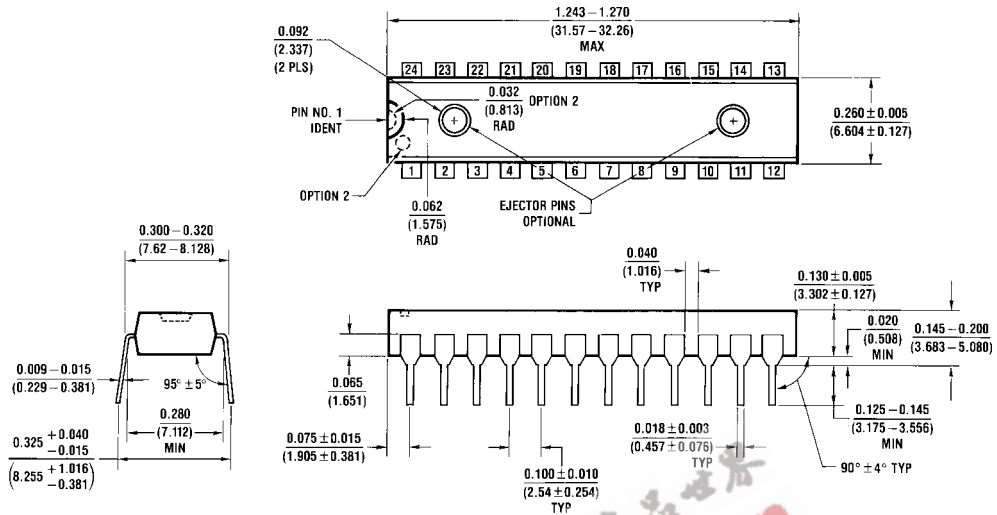 1.243–1.270
(31.57–32.26)
MAX
0.092
(2.337)
(2 PLS)
24 23 22 21 20 19 18 17 16 15 14 13
0.032
(0.813)
RAD
OPTION 2
PIN NO. 1
IDENT
0.260 ± 0.005
(6.604 ± 0.127)
1 2 3 4 5 6 7 8 9 10 11 12
OPTION 2
0.062
(1.575)
RAD
EJECTOR PINS
OPTIONAL
0.300–0.320
(7.62–8.128)
0.040
(1.016)
TYP
0.130 ± 0.005
(3.302 ± 0.127)
0.020
(0.508)
MIN
0.145–0.200
(3.683–5.080)
0.009–0.015
(0.229–0.381)
95° ±5°
0.065
(1.651)
0.280
(7.112)
MIN
0.125–0.145
(3.175–3.556)
MIN
0.325 +0.040
−0.015
(8.255 +1.016
−0.381)
0.075 ± 0.015
(1.905 ± 0.381)
0.018 ± 0.003
(0.457 ± 0.076)
TYP
90° ± 4° TYP
0.100 ± 0.010
(2.54 ± 0.254)
TYP